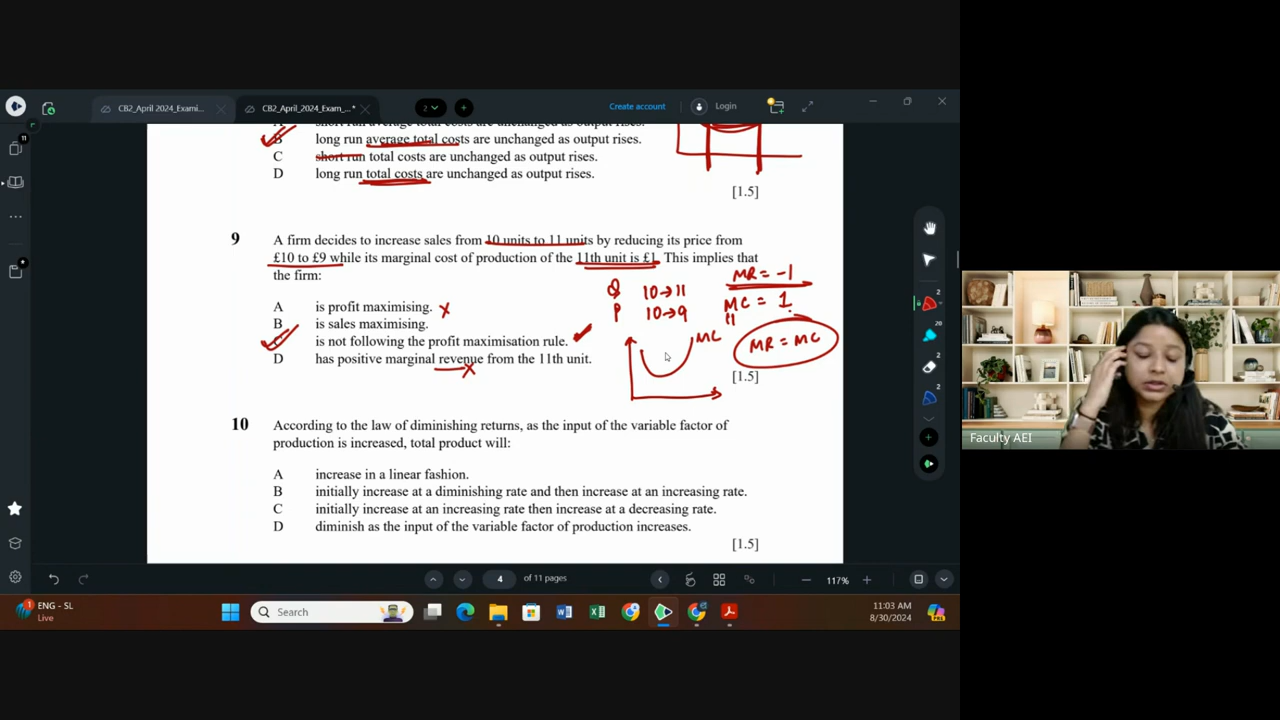 CB2_April 2024_Exami...
CB2_April 2024_Exam_...*
2
Create account
Login
B long run average total costs are unchanged as output rises.
C short run total costs are unchanged as output rises.
D long run total costs are unchanged as output rises.
[1.5]
9 A firm decides to increase sales from 10 units to 11 units by reducing its price from
£10 to £9 while its marginal cost of production of the 11th unit is £1. This implies that
the firm:
MR = -1
Q 10→11
MC = 1
A is profit maximising. x
P 10→9
B is sales maximising.
MC
MR = MC
C is not following the profit maximisation rule.
D has positive marginal revenue from the 11th unit.
[1.5]
10 According to the law of diminishing returns, as the input of the variable factor of
production is increased, total product will:
A increase in a linear fashion.
B initially increase at a diminishing rate and then increase at an increasing rate.
C initially increase at an increasing rate then increase at a decreasing rate.
D diminish as the input of the variable factor of production increases.
[1.5]
4 of 11 pages
117%
Faculty AEI
ENG - SL
Live
Search
11:03 AM
8/30/2024